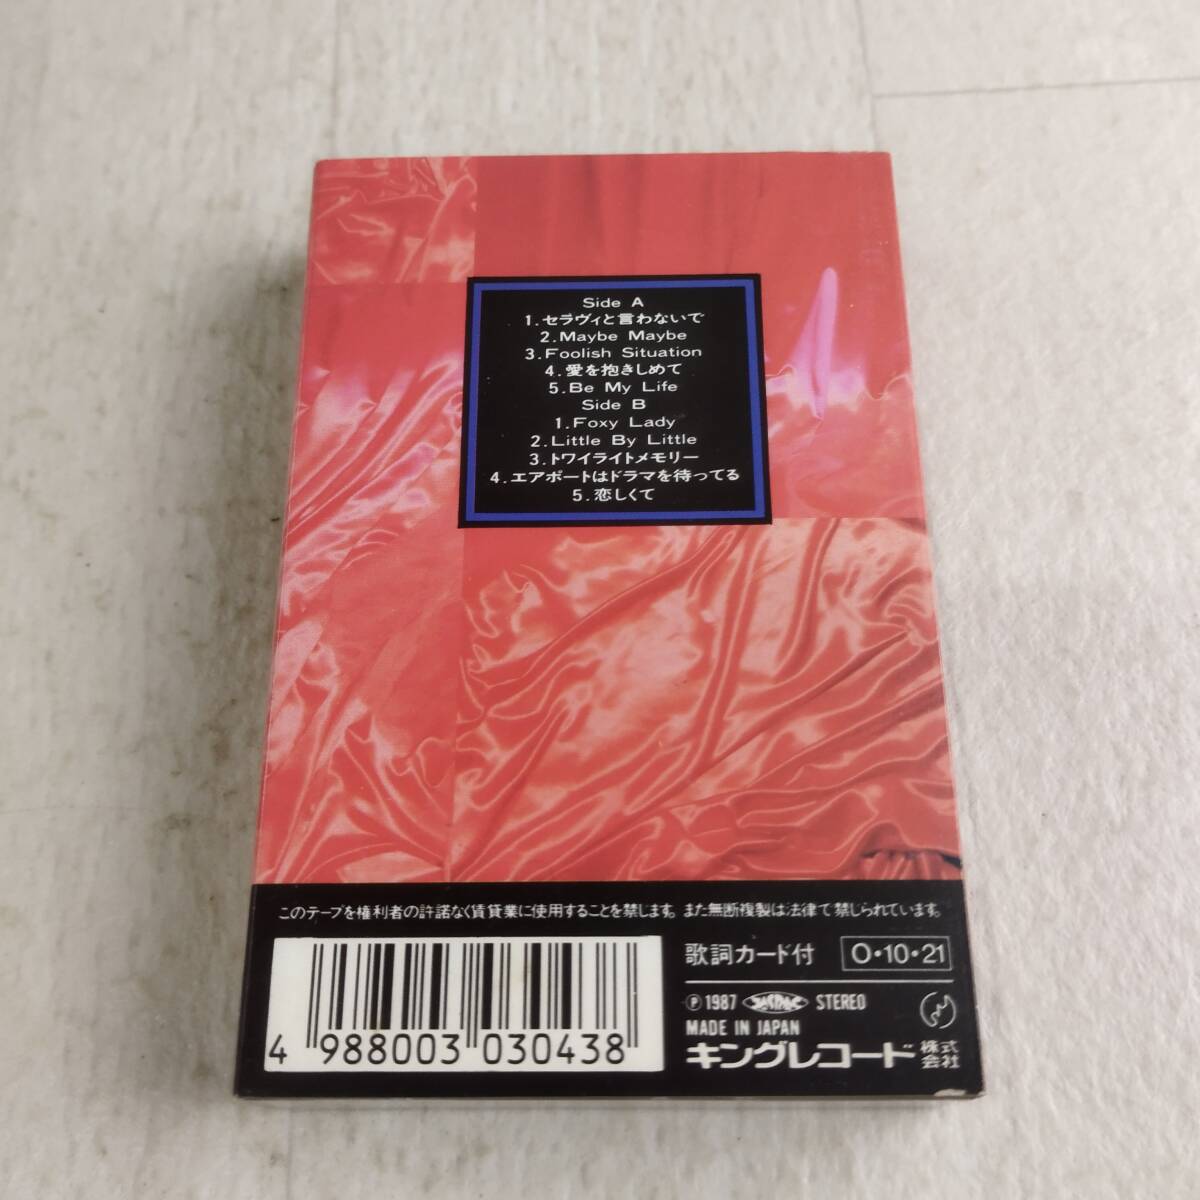 Side A
1.セラヴィと言わないで
2.Maybe Maybe
3.Foolish Situation
4.愛を抱きしめて
5.Be My Life
Side B
1.Foxy Lady
2.Little By Little
3.トワイライトメモリー
4.エアポートはドラマを待ってる
5.恋しくて
このテープを権利者の許諾なく賃貸業に使用することを禁じます。また無断複製は法律で禁じられています。
歌詞カード付 O・10・21
Ⓟ1987 JASRAC STEREO
MADE IN JAPAN
キングレコード 株式会社
4 988003 030438